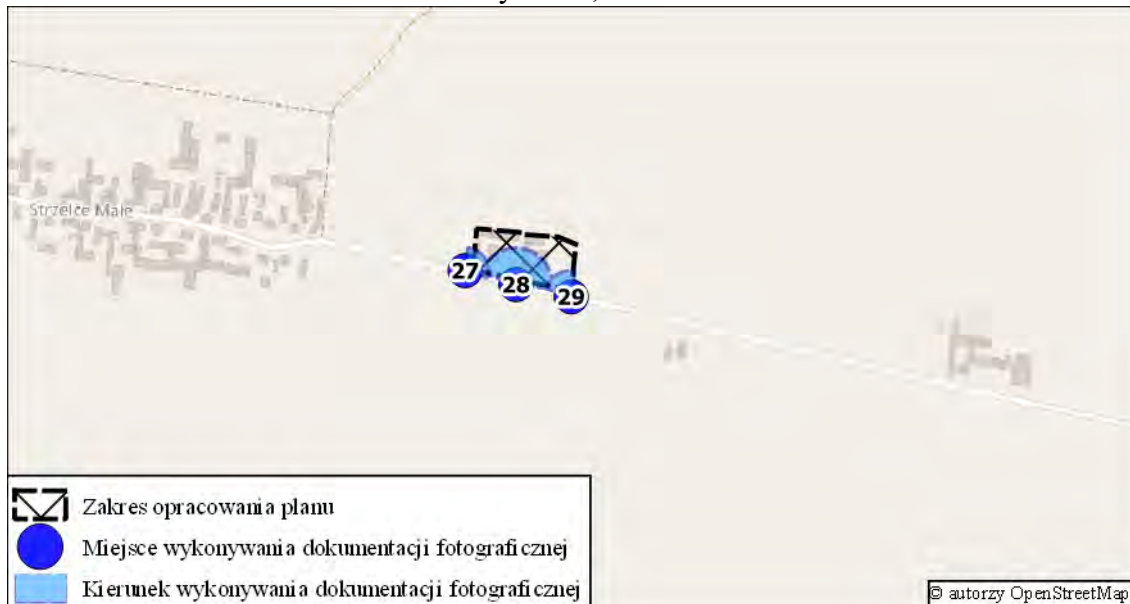 Strzelce Małe
27
28
29
Zakres opracowania planu
Miejsce wykonywania dokumentacji fotograficznej
Kierunek wykonywania dokumentacji fotograficznej
© autorzy OpenStreetMap